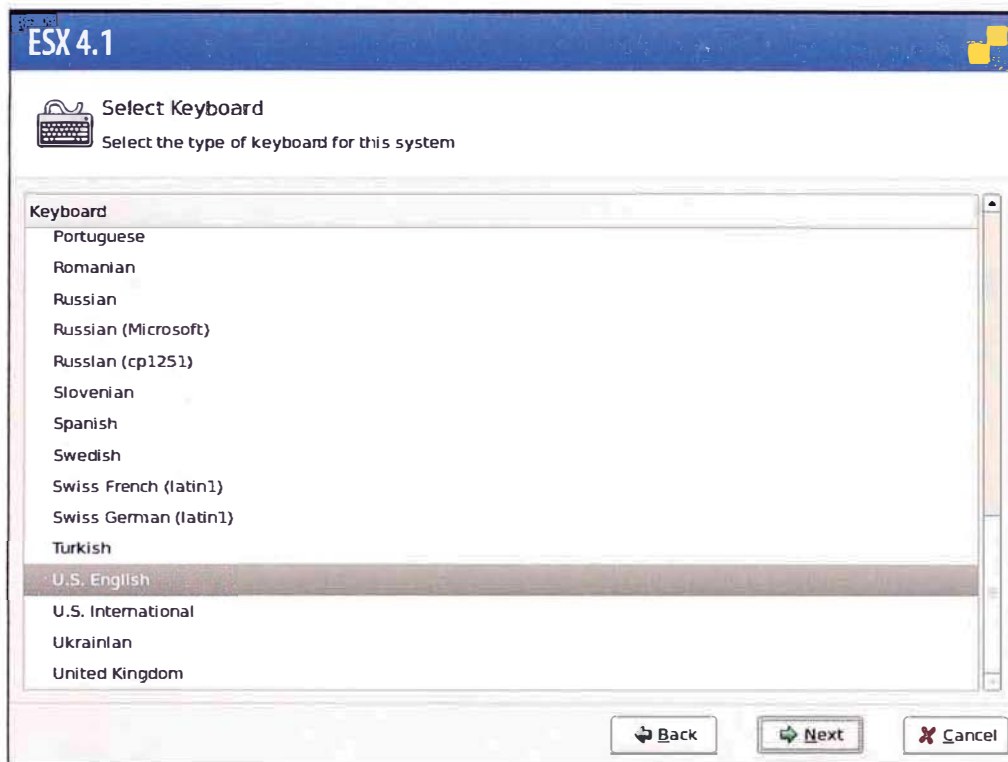 ESX 4.1
Select Keyboard
Select the type of keyboard for this system
Keyboard
Portuguese
Romanian
Russian
Russian (Microsoft)
Russian (cp1251)
Slovenian
Spanish
Swedish
Swiss French (latin1)
Swiss German (latin1)
Turkish
U.S. English
U.S. International
Ukrainian
United Kingdom
Back Next Cancel